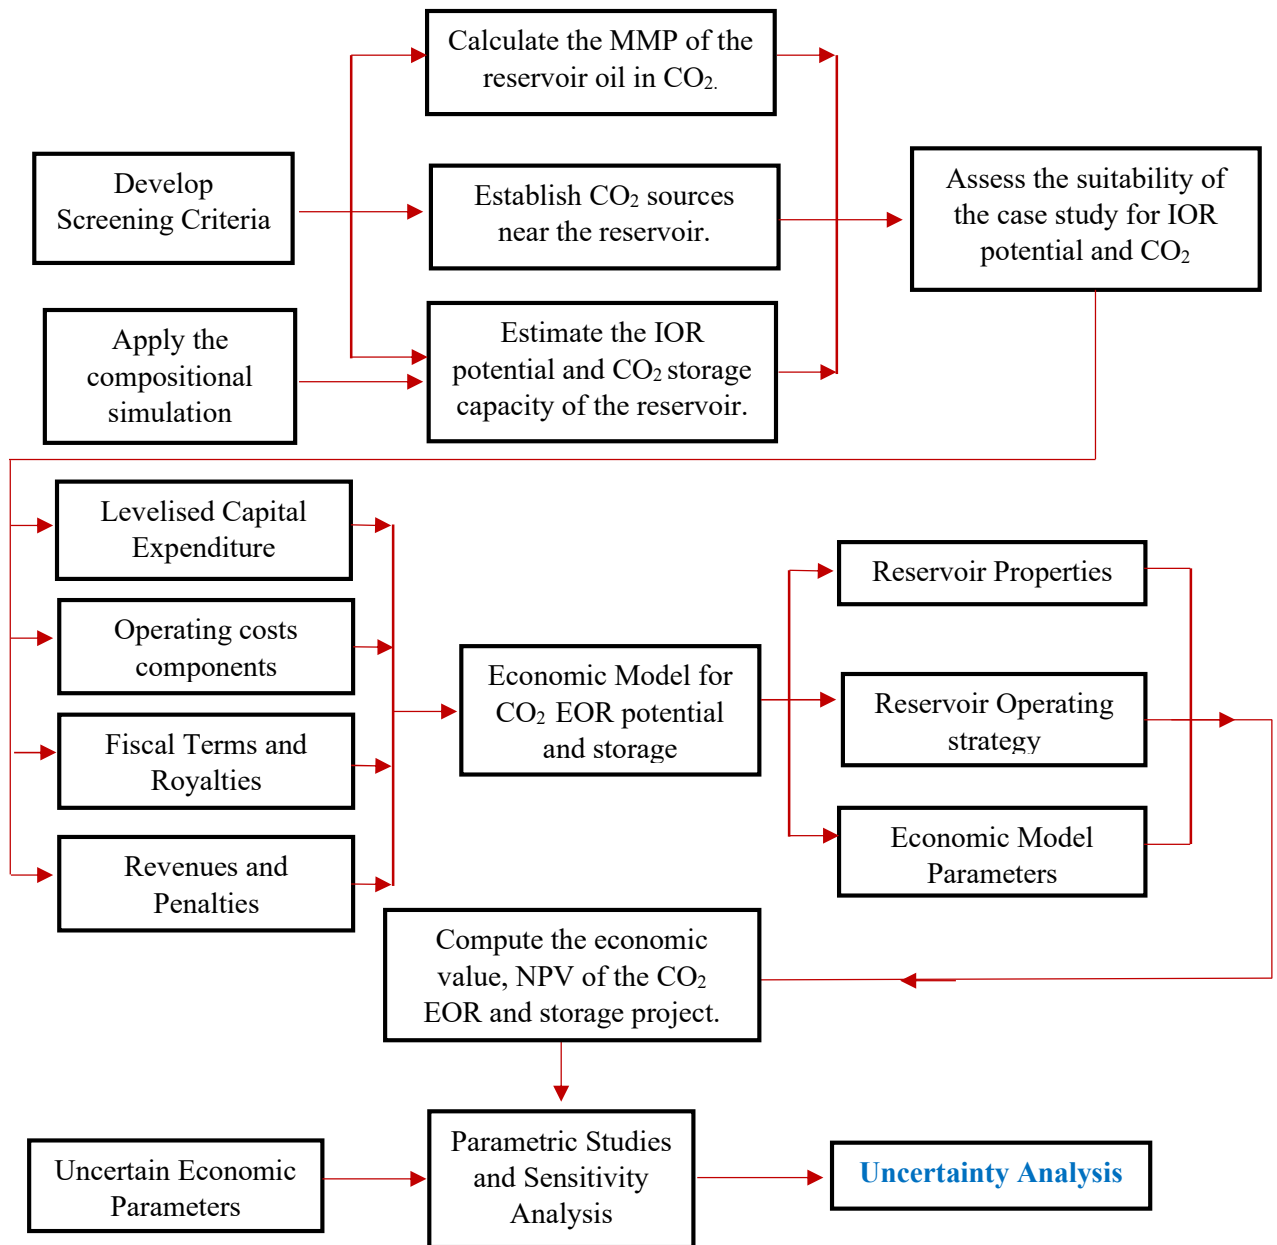 Calculate the MMP of the
reservoir oil in CO₂.
Develop
Screening Criteria
Establish CO₂ sources
near the reservoir.
Assess the suitability of
the case study for IOR
potential and CO₂
Apply the
compositional
simulation
Estimate the IOR
potential and CO₂ storage
capacity of the reservoir.
Levelised Capital
Expenditure
Operating costs
components
Fiscal Terms and
Royalties
Revenues and
Penalties
Economic Model for
CO₂ EOR potential
and storage
Reservoir Properties
Reservoir Operating
strategy
Economic Model
Parameters
Compute the economic
value, NPV of the CO₂
EOR and storage project.
Uncertain Economic
Parameters
Parametric Studies
and Sensitivity
Analysis
Uncertainty Analysis